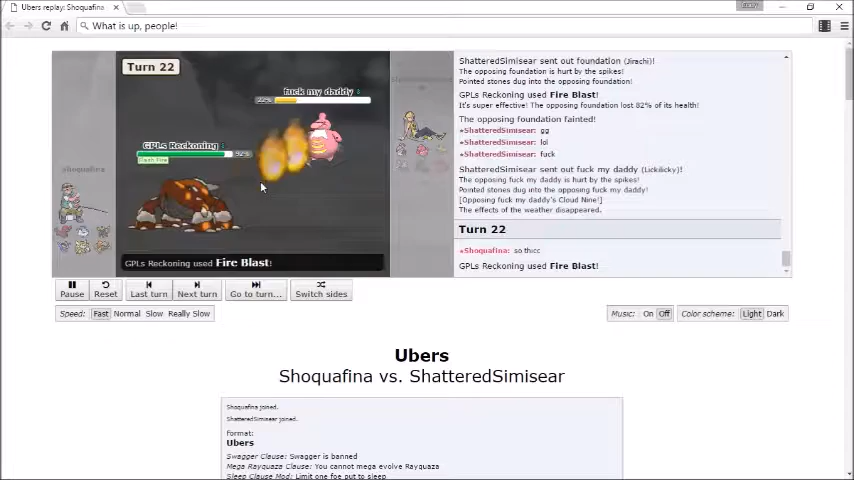 Ubers replay: Shoquafin
What is up, people!
Turn 22
fuck my daddy
22%
GPLs Reckoning
92%
Flash Fire
GPLs Reckoning used Fire Blast!
shoquafina
ShatteredSimisear sent out foundation (Jirachi)!
The opposing foundation is hurt by the spikes!
Pointed stones dug into the opposing foundation!
GPLs Reckoning used Fire Blast!
It's super effective! The opposing foundation lost 82% of its health!
The opposing foundation fainted!
★ShatteredSimisear: gg
★ShatteredSimisear: lol
★ShatteredSimisear: fuck
ShatteredSimisear sent out fuck my daddy (Lickilicky)!
The opposing fuck my daddy is hurt by the spikes!
Pointed stones dug into the opposing fuck my daddy!
[Opposing fuck my daddy's Cloud Nine!]
The effects of the weather disappeared.
Turn 22
★Shoquafina: so thicc
GPLs Reckoning used Fire Blast!
Pause Reset Last turn Next turn Go to turn... Switch sides
Speed: Fast Normal Slow Really Slow Music: On Off Color scheme: Light Dark
Ubers
Shoquafina vs. ShatteredSimisear
Shoquafina joined.
ShatteredSimisear joined.
Format:
Ubers
Swagger Clause: Swagger is banned
Mega Rayquaza Clause: You cannot mega evolve Rayquaza
Sleep Clause Mod: Limit one foe put to sleep